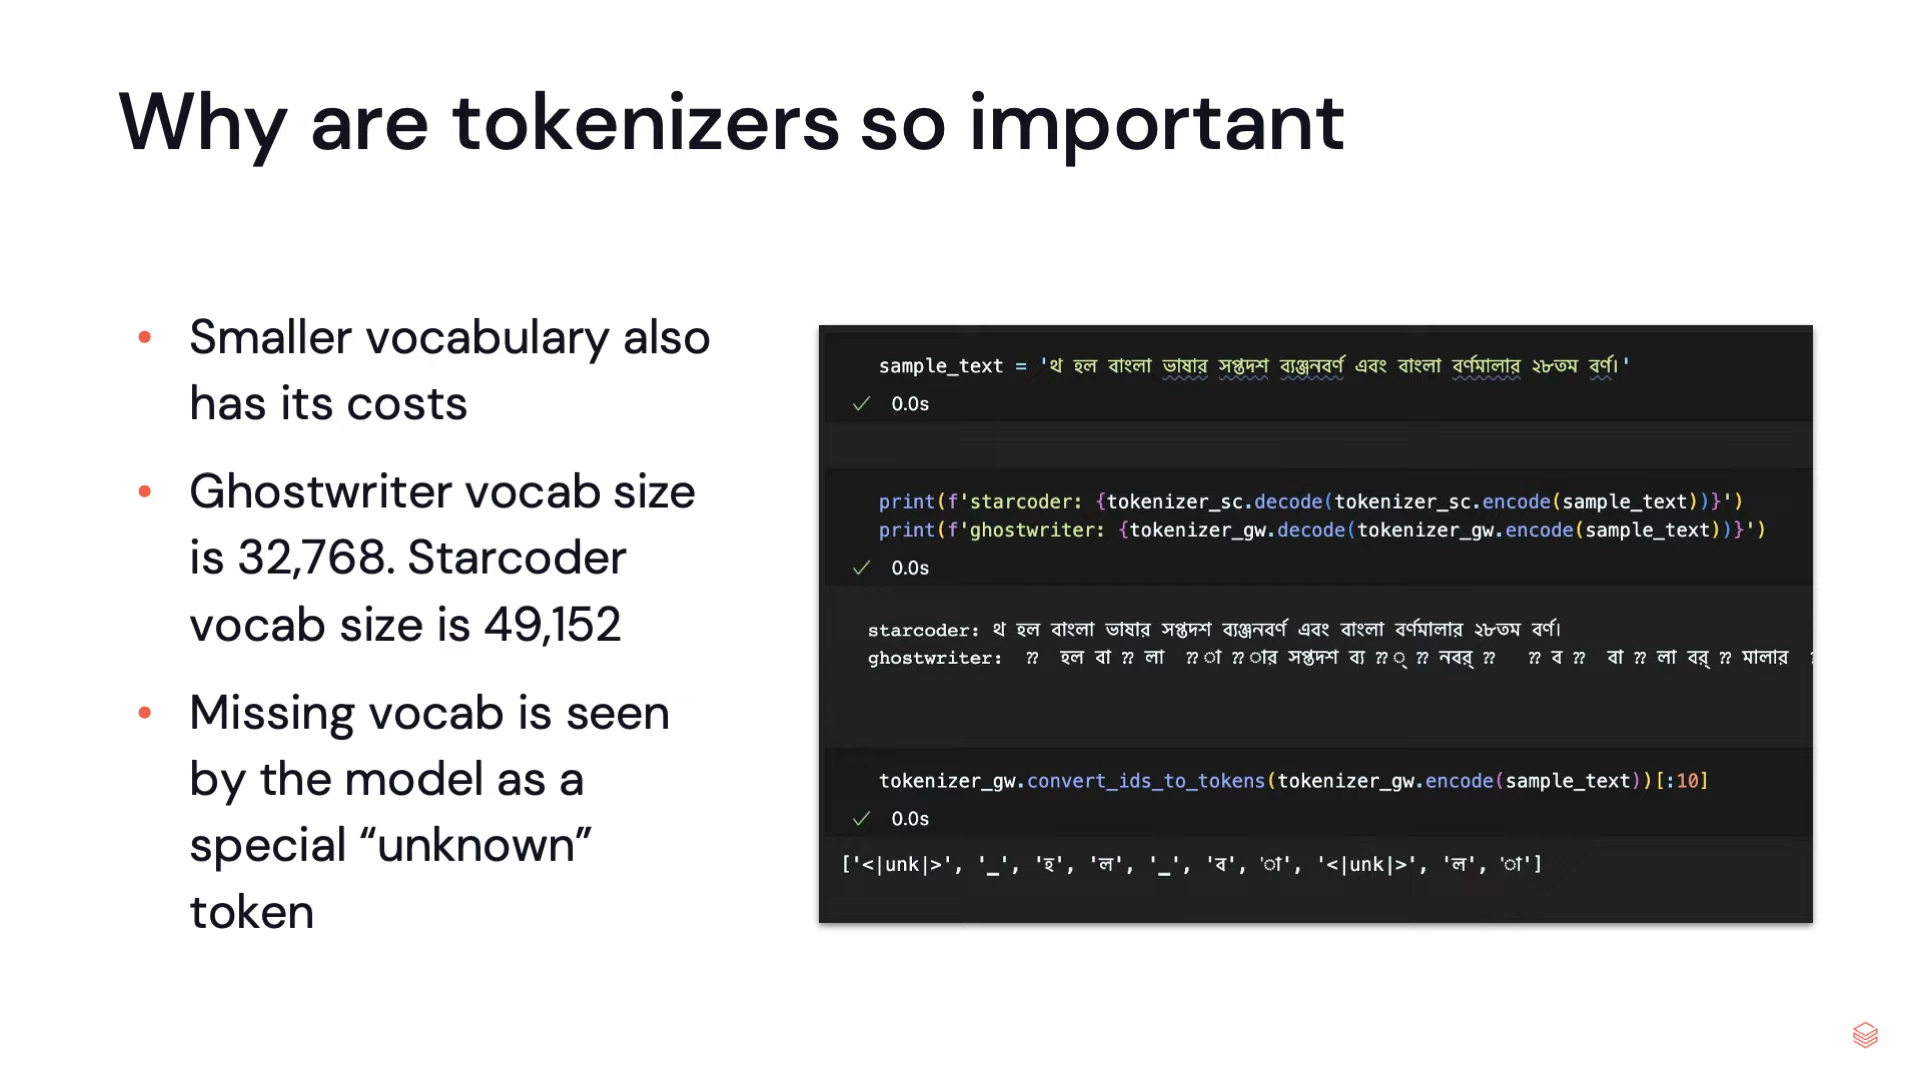 Why are tokenizers so important
• Smaller vocabulary also
has its costs
• Ghostwriter vocab size
is 32,768. Starcoder
vocab size is 49,152
• Missing vocab is seen
by the model as a
special “unknown”
token
sample_text = 'থ হল বাংলা ভাষার সপ্তদশ ব্যঞ্জনবর্ণ এবং বাংলা বর্ণমালার ২৮তম বর্ণ।'
✓ 0.0s
print(f'starcoder: {tokenizer_sc.decode(tokenizer_sc.encode(sample_text))}')
print(f'ghostwriter: {tokenizer_gw.decode(tokenizer_gw.encode(sample_text))}')
✓ 0.0s
starcoder: থ হল বাংলা ভাষার সপ্তদশ ব্যঞ্জনবর্ণ এবং বাংলা বর্ণমালার ২৮তম বর্ণ।
ghostwriter: ⁇ হল বা ⁇ লা ⁇ া ⁇ ার সপ্তদশ ব্য ⁇ ্ ⁇ নবর্ ⁇ ⁇ ব ⁇ বা ⁇ লা বর্ ⁇ মালার
tokenizer_gw.convert_ids_to_tokens(tokenizer_gw.encode(sample_text))[:10]
✓ 0.0s
['<|unk|>', '▁', 'হ', 'ল', '▁', 'ব', 'া', '<|unk|>', 'ল', 'া']